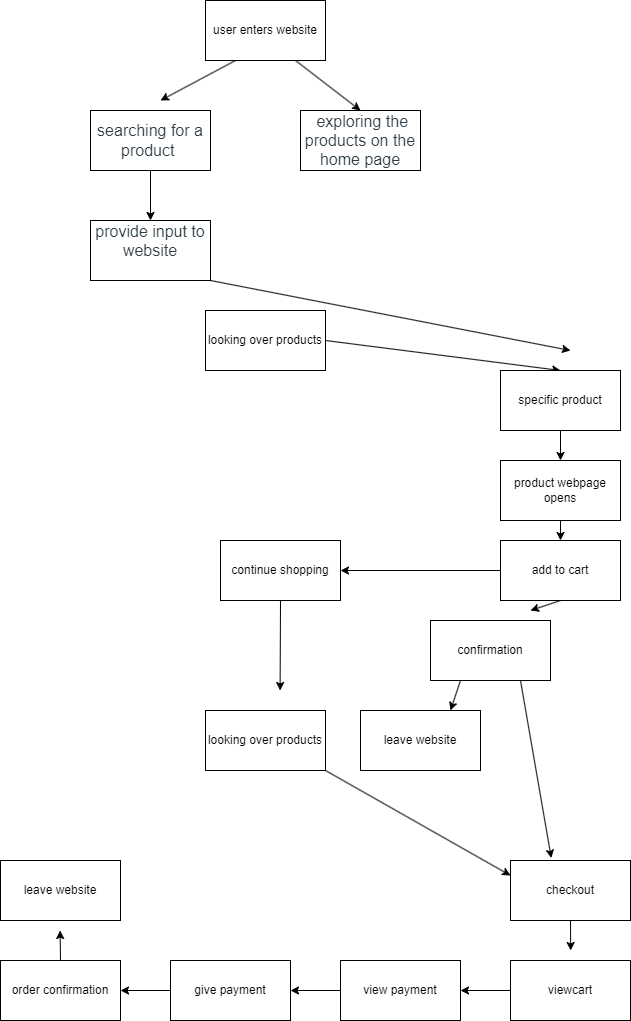 user enters website
searching for a
product
exploring the
products on the
home page
provide input to
website
looking over products
specific product
product webpage
opens
continue shopping
add to cart
confirmation
looking over products
leave website
leave website
checkout
order confirmation
give payment
view payment
viewcart